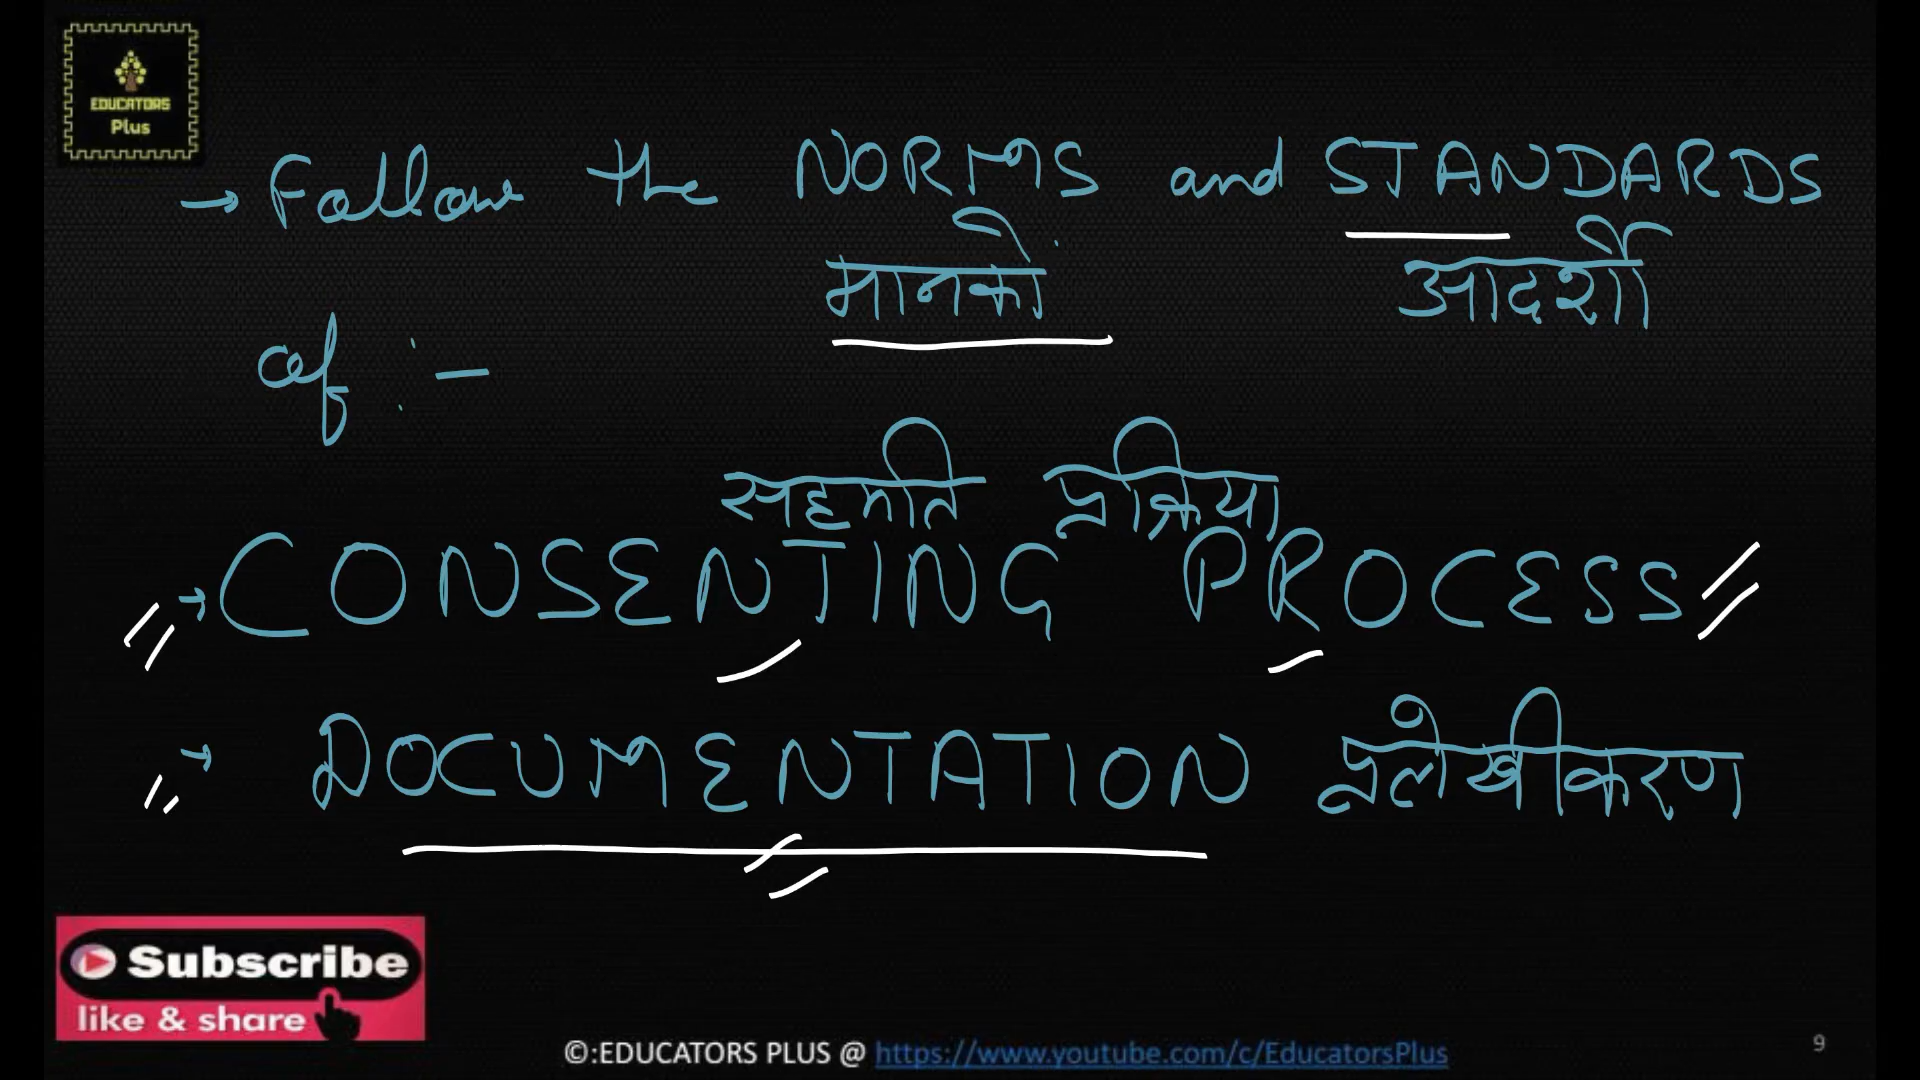 EDUCATORS
Plus
→ Follow the NORMS and STANDARDS
मानकों आदर्शों
of :-
सहमति प्रक्रिया
→ CONSENTING PROCESS
→ DOCUMENTATION प्रलेखीकरण
Subscribe
like & share
©:EDUCATORS PLUS @ https://www.youtube.com/c/EducatorsPlus
9